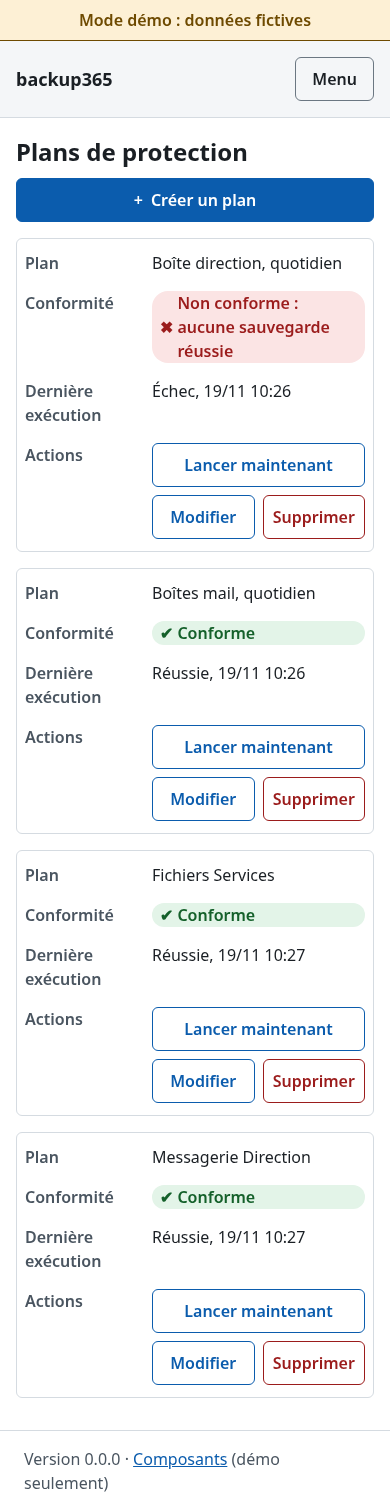 Mode démo : données fictives
backup365
Menu
Plans de protection
+ Créer un plan
Plan
Boîte direction, quotidien
Conformité
✖ Non conforme :
aucune sauvegarde
réussie
Dernière
exécution
Échec, 19/11 10:26
Actions
Lancer maintenant
Modifier
Supprimer
Plan
Boîtes mail, quotidien
Conformité
✔ Conforme
Dernière
exécution
Réussie, 19/11 10:26
Actions
Lancer maintenant
Modifier
Supprimer
Plan
Fichiers Services
Conformité
✔ Conforme
Dernière
exécution
Réussie, 19/11 10:27
Actions
Lancer maintenant
Modifier
Supprimer
Plan
Messagerie Direction
Conformité
✔ Conforme
Dernière
exécution
Réussie, 19/11 10:27
Actions
Lancer maintenant
Modifier
Supprimer
Version 0.0.0 · Composants (démo
seulement)